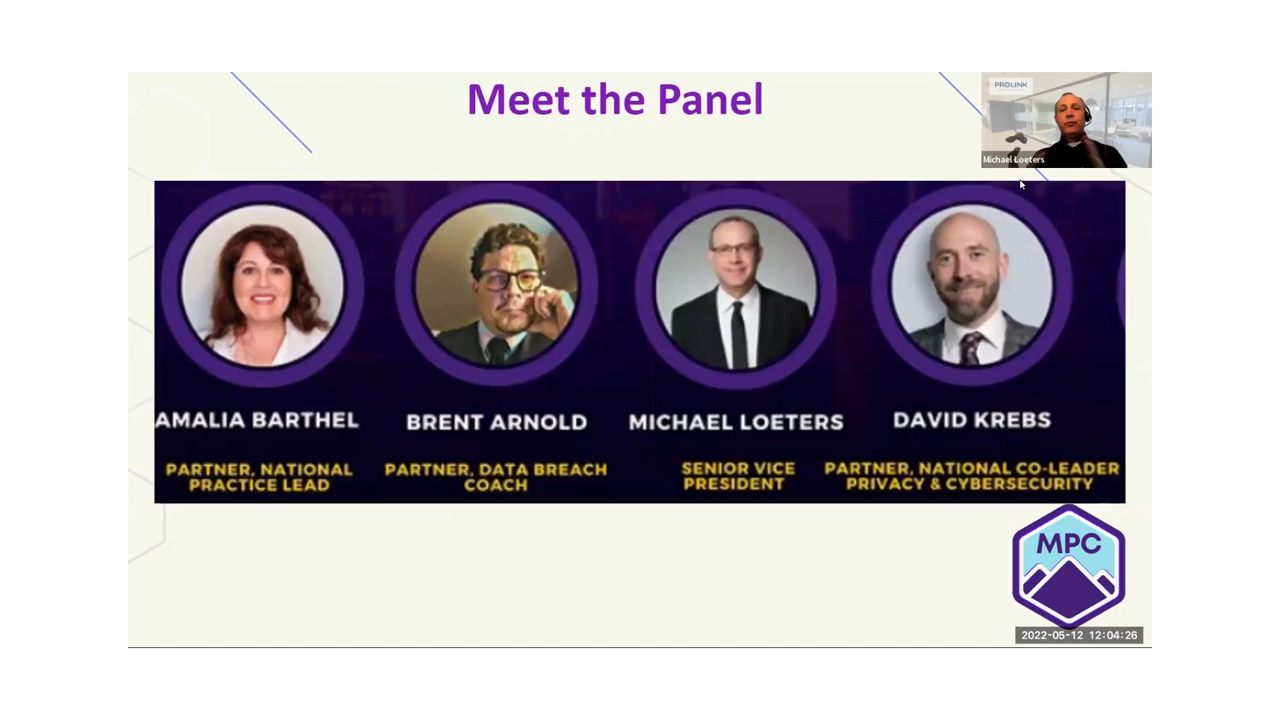 Meet the Panel
PROLINK
Michael Loeters
AMALIA BARTHEL
BRENT ARNOLD
MICHAEL LOETERS
DAVID KREBS
PARTNER, NATIONAL
PRACTICE LEAD
PARTNER, DATA BREACH
COACH
SENIOR VICE
PRESIDENT
PARTNER, NATIONAL CO-LEADER
PRIVACY & CYBERSECURITY
MPC
2022-05-12 12:04:26